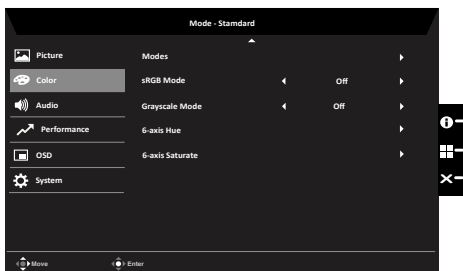 Mode - Stamdard
Picture
Color
Audio
Performance
OSD
System
Modes
sRGB Mode Off
Grayscale Mode Off
6-axis Hue
6-axis Saturate
Move Enter